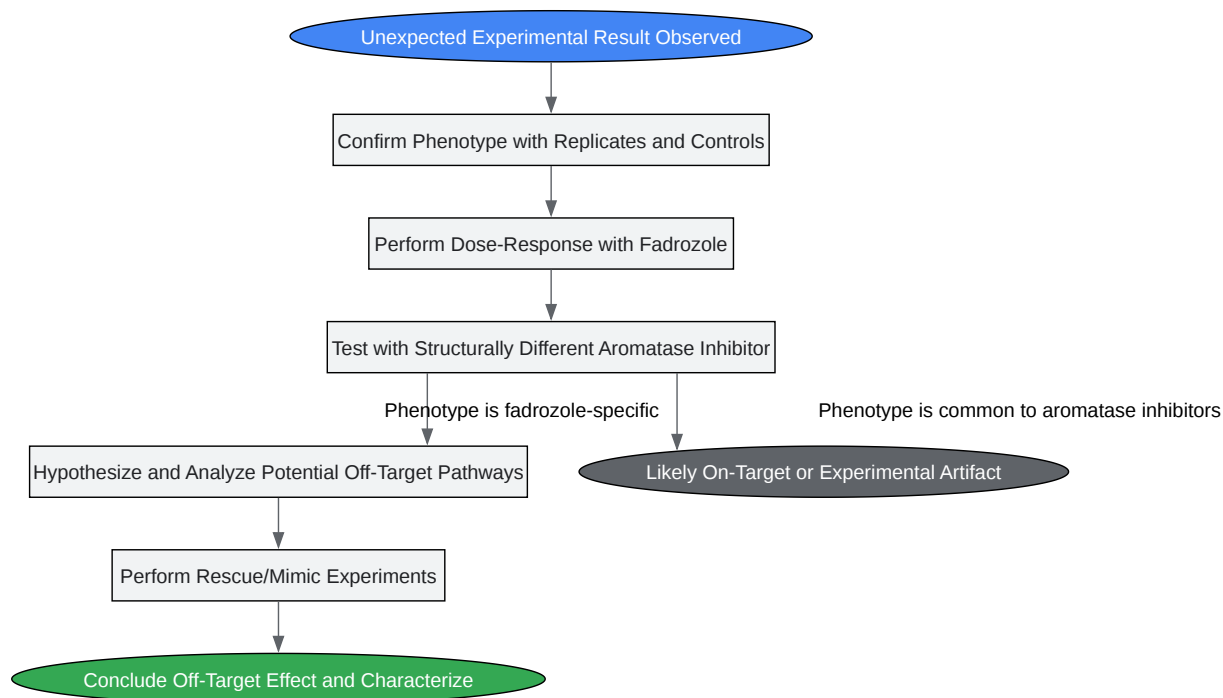 Unexpected Experimental Result Observed
Confirm Phenotype with Replicates and Controls
Perform Dose-Response with Fadrozole
Test with Structurally Different Aromatase Inhibitor
Phenotype is fadrozole-specific
Phenotype is common to aromatase inhibitors
Hypothesize and Analyze Potential Off-Target Pathways
Likely On-Target or Experimental Artifact
Perform Rescue/Mimic Experiments
Conclude Off-Target Effect and Characterize